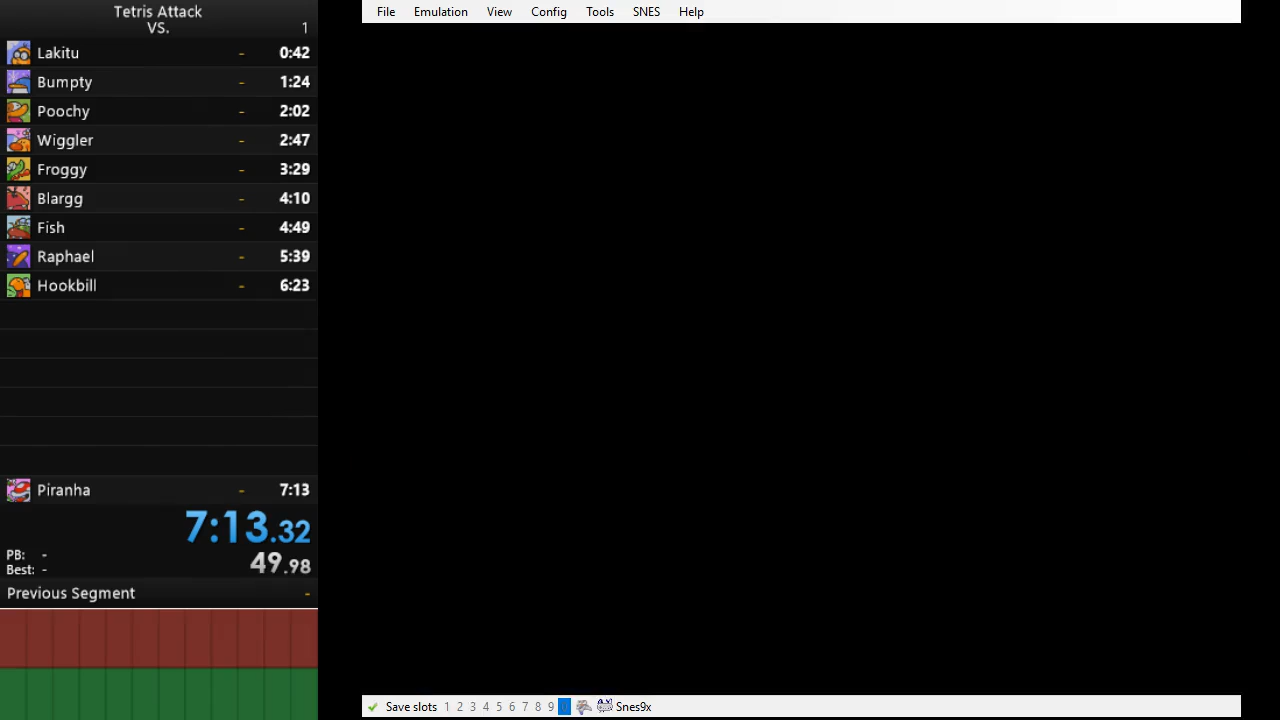 Tetris Attack
VS. 1
Lakitu - 0:42
Bumpty - 1:24
Poochy - 2:02
Wiggler - 2:47
Froggy - 3:29
Blargg - 4:10
Fish - 4:49
Raphael - 5:39
Hookbill - 6:23
Piranha - 7:13
7:13.32
PB: -
49.98
Best: -
Previous Segment -
File Emulation View Config Tools SNES Help
Save slots 1 2 3 4 5 6 7 8 9 0 Snes9x